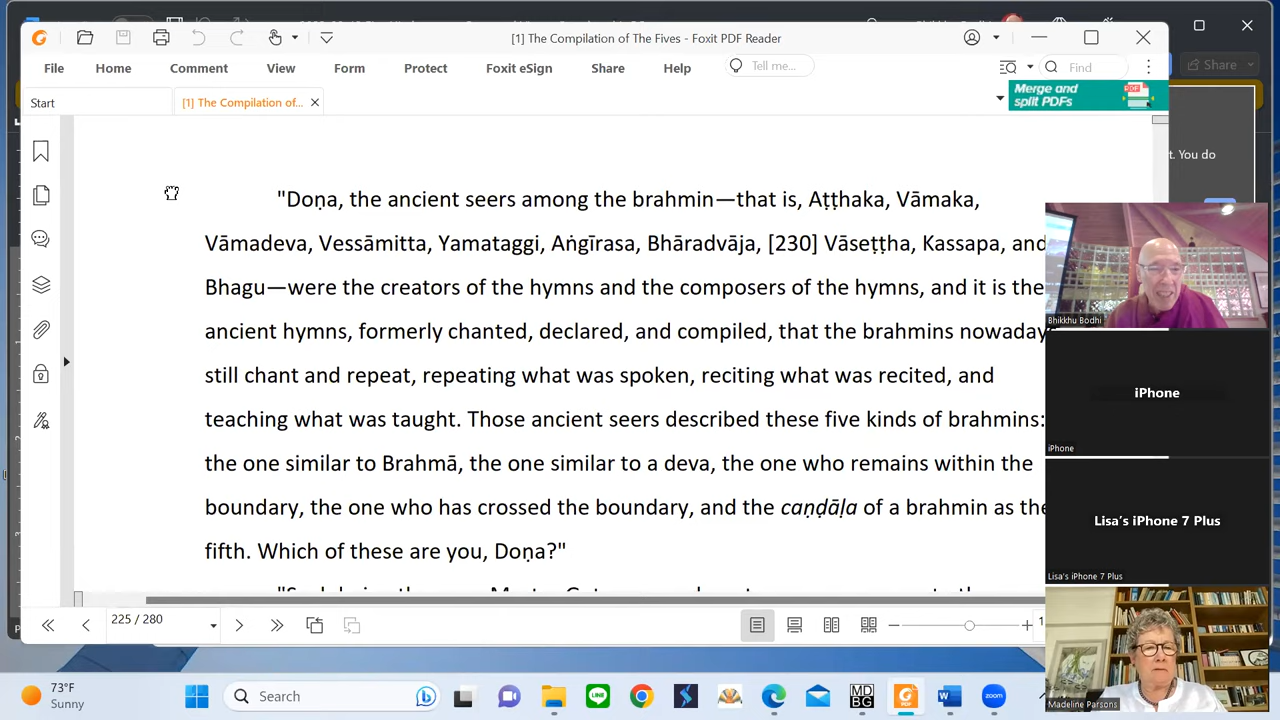 [1] The Compilation of The Fives - Foxit PDF Reader
Share
File Home Comment View Form Protect Foxit eSign Share Help Tell me... Find
Start [1] The Compilation of...
Merge and
split PDFs
t. You do
"Doṇa, the ancient seers among the brahmin—that is, Aṭṭhaka, Vāmaka,
Vāmadeva, Vessāmitta, Yamataggi, Aṅgīrasa, Bhāradvāja, [230] Vāseṭṭha, Kassapa, and
Bhagu—were the creators of the hymns and the composers of the hymns, and it is the
ancient hymns, formerly chanted, declared, and compiled, that the brahmins nowaday
still chant and repeat, repeating what was spoken, reciting what was recited, and
teaching what was taught. Those ancient seers described these five kinds of brahmins:
the one similar to Brahmā, the one similar to a deva, the one who remains within the
boundary, the one who has crossed the boundary, and the caṇḍāḷa of a brahmin as the
fifth. Which of these are you, Doṇa?"
Bhikkhu Bodhi
iPhone
iPhone
Lisa's iPhone 7 Plus
Lisa's iPhone 7 Plus
Madeline Parsons
225 / 280
73°F
Sunny
Search
LINE
MD
BG
PDF
zoom